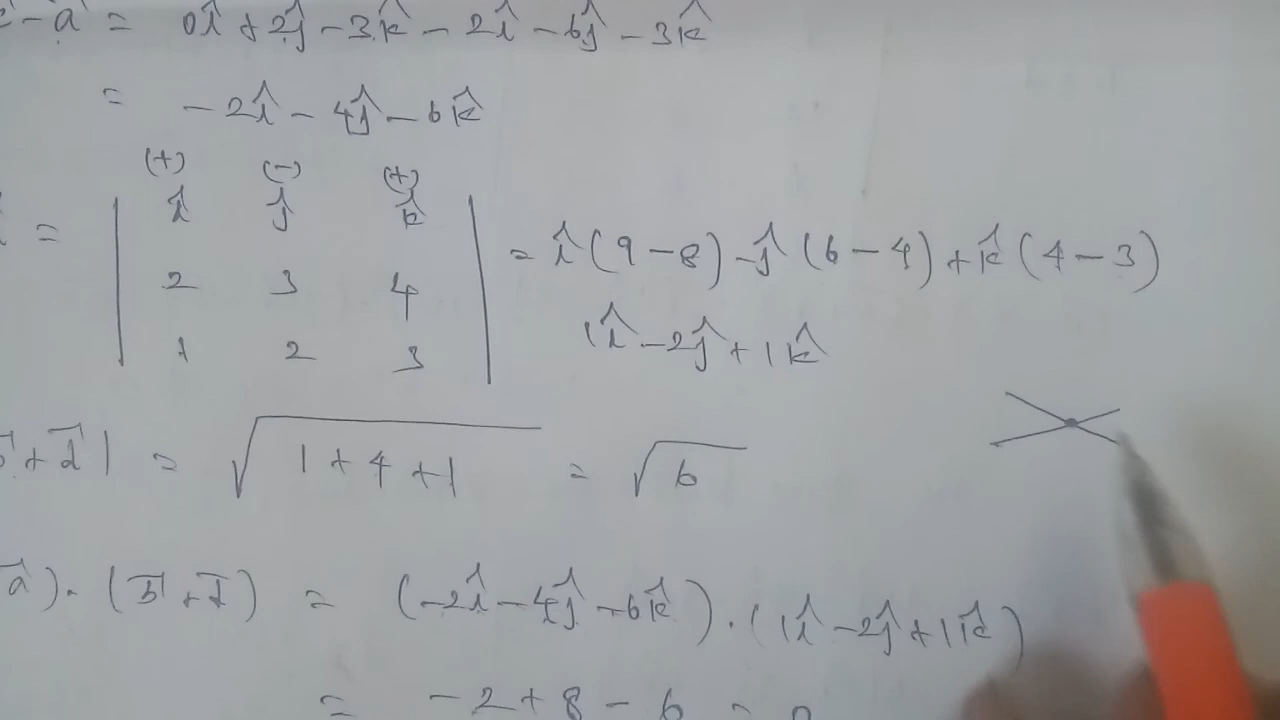 - a⃗ = 0î + 2ĵ - 3k̂ - 2î - 6ĵ - 3k̂
= -2î - 4ĵ - 6k̂
(+) (-) (+)
= | î ĵ k̂ |
| 2 3 4 | = î(9 - 8) - ĵ(6 - 4) + k̂(4 - 3)
| 1 2 3 | 1î - 2ĵ + 1k̂
+ d⃗| = √(1 + 4 + 1) = √6
a⃗). (b⃗ + d⃗) = (-2î - 4ĵ - 6k̂).(1î - 2ĵ + 1k̂)
= -2 + 8 - 6